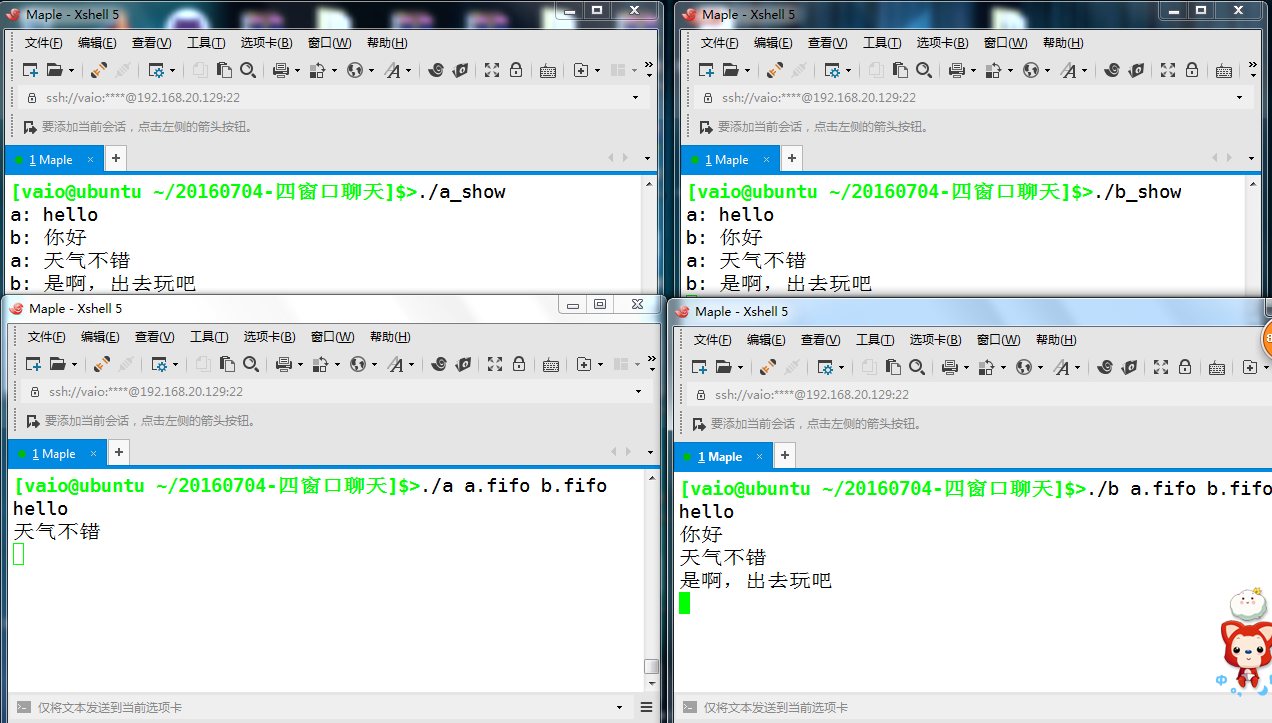 Maple - Xshell 5
文件(F) 编辑(E) 查看(V) 工具(T) 选项卡(B) 窗口(W) 帮助(H)
ssh://vaio:****@192.168.20.129:22
要添加当前会话，点击左侧的箭头按钮。
1 Maple × +
[vaio@ubuntu ~/20160704-四窗口聊天]$>./a_show
a: hello
b: 你好
a: 天气不错
b: 是啊，出去玩吧
Maple - Xshell 5
文件(F) 编辑(E) 查看(V) 工具(T) 选项卡(B) 窗口(W) 帮助(H)
ssh://vaio:****@192.168.20.129:22
要添加当前会话，点击左侧的箭头按钮。
1 Maple × +
[vaio@ubuntu ~/20160704-四窗口聊天]$>./b_show
a: hello
b: 你好
a: 天气不错
b: 是啊，出去玩吧
Maple - Xshell 5
文件(F) 编辑(E) 查看(V) 工具(T) 选项卡(B) 窗口(W) 帮助(H)
ssh://vaio:****@192.168.20.129:22
要添加当前会话，点击左侧的箭头按钮。
1 Maple × +
[vaio@ubuntu ~/20160704-四窗口聊天]$>./a a.fifo b.fifo
hello
天气不错
仅将文本发送到当前选项卡
Maple - Xshell 5
文件(F) 编辑(E) 查看(V) 工具(T) 选项卡(B) 窗口(W) 帮助(H)
ssh://vaio:****@192.168.20.129:22
要添加当前会话，点击左侧的箭头按钮。
1 Maple × +
[vaio@ubuntu ~/20160704-四窗口聊天]$>./b a.fifo b.fifo
hello
你好
天气不错
是啊，出去玩吧
中
仅将文本发送到当前选项卡